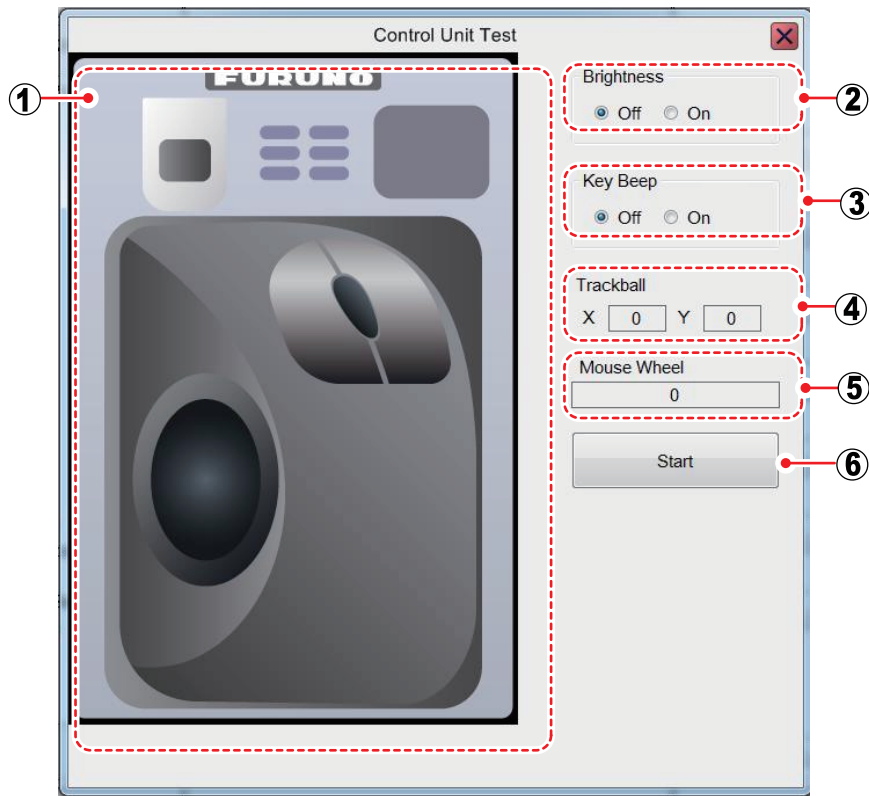 Control Unit Test
FURUNO
1
Brightness
Off On
2
Key Beep
Off On
3
Trackball
X 0 Y 0
4
Mouse Wheel
0
5
Start
6